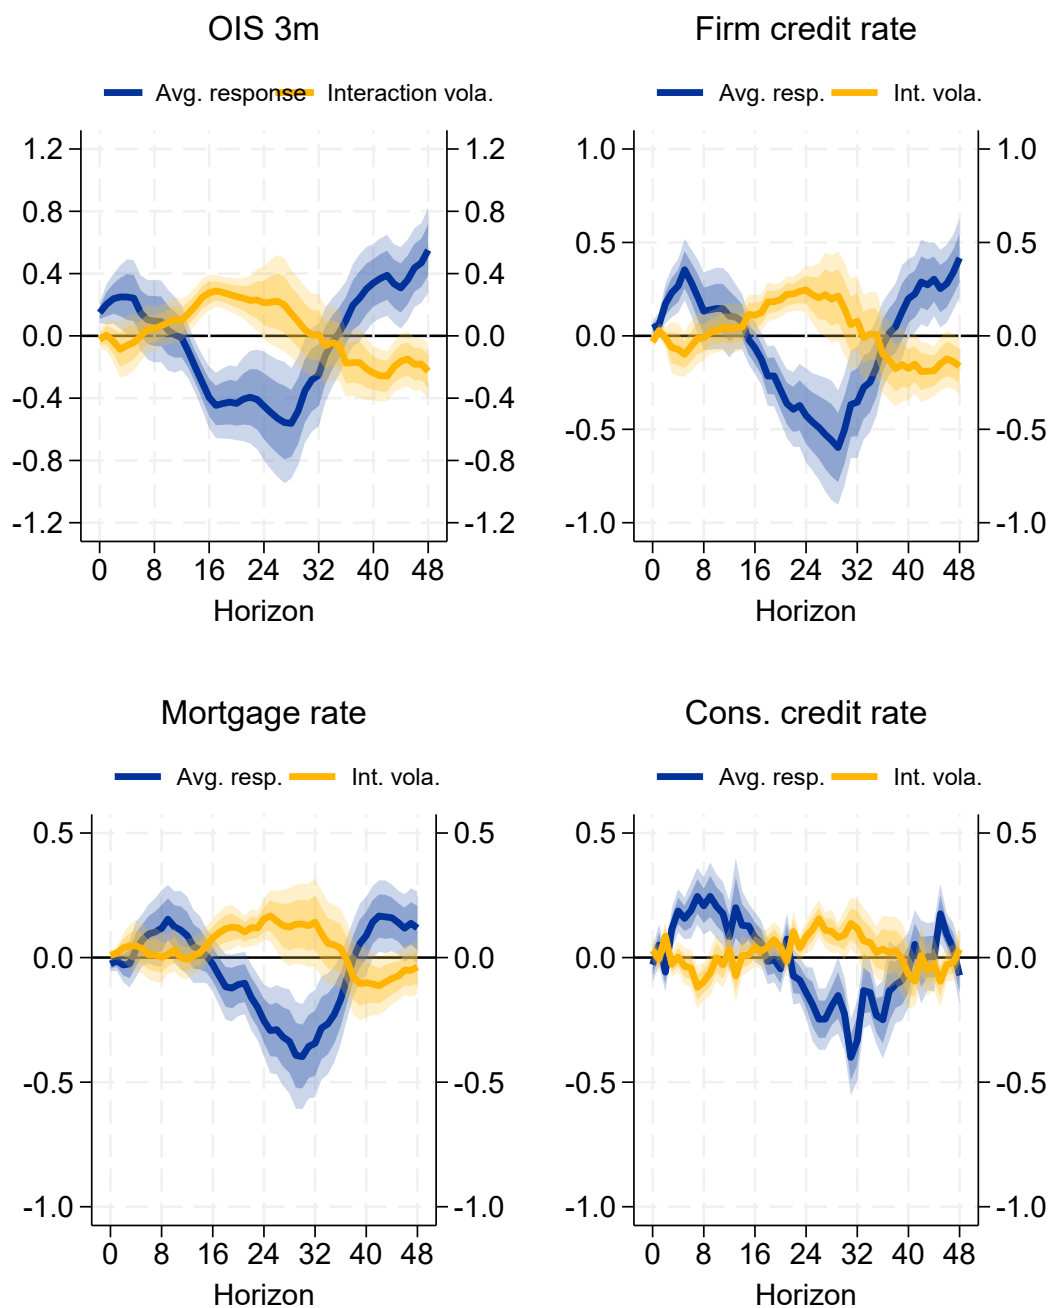 OIS 3m
Avg. response Interaction vola.
1.2 1.2
0.8 0.8
0.4 0.4
0.0 0.0
-0.4 -0.4
-0.8 -0.8
-1.2 -1.2
0 8 16 24 32 40 48
Horizon
Firm credit rate
Avg. resp. Int. vola.
1.0 1.0
0.5 0.5
0.0 0.0
-0.5 -0.5
-1.0 -1.0
0 8 16 24 32 40 48
Horizon
Mortgage rate
Avg. resp. Int. vola.
0.5 0.5
0.0 0.0
-0.5 -0.5
-1.0 -1.0
0 8 16 24 32 40 48
Horizon
Cons. credit rate
Avg. resp. Int. vola.
0.5 0.5
0.0 0.0
-0.5 -0.5
-1.0 -1.0
0 8 16 24 32 40 48
Horizon